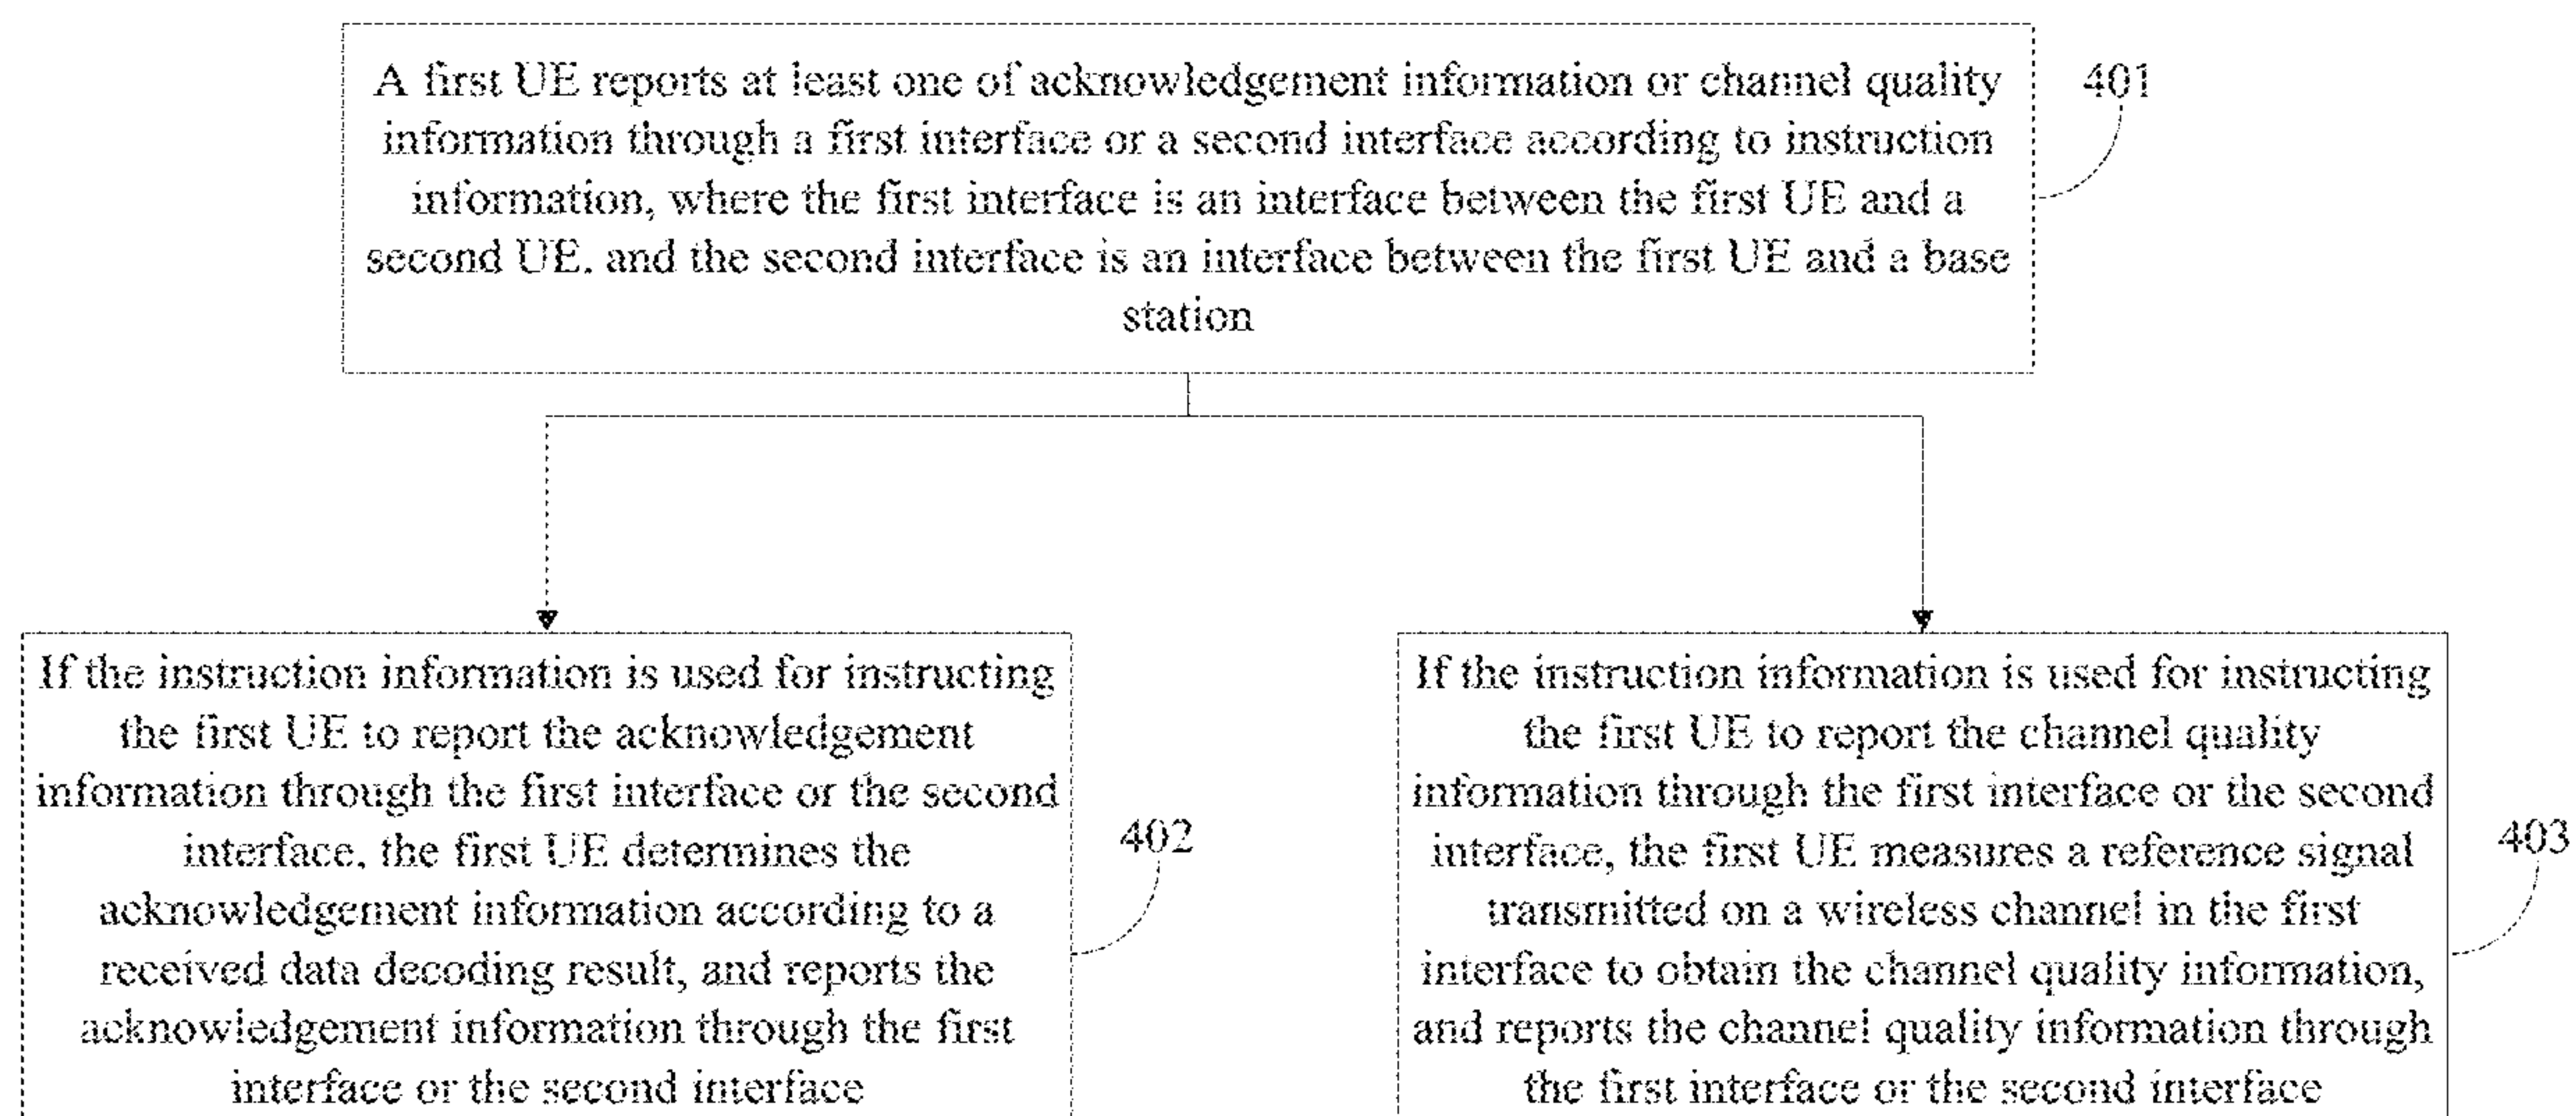 A first UE reports at least one of acknowledgement information or channel quality
information through a first interface or a second interface according to instruction
information, where the first interface is an interface between the first UE and a
second UE. and the second interface is an interface between the first UE and a base
station
401
If the instruction information is used for instructing
the first UE to report the acknowledgement
information through the first interface or the second
interface, the first UE determines the
acknowledgement information according to a
received data decoding result, and reports the
acknowledgement information through the first
interface or the second interface
402
If the instruction information is used for instructing
the first UE to report the channel quality
information through the first interface or the second
interface, the first UE measures a reference signal
transmitted on a wireless channel in the first
interface to obtain the channel quality information,
and reports the channel quality information through
the first interface or the second interface
403